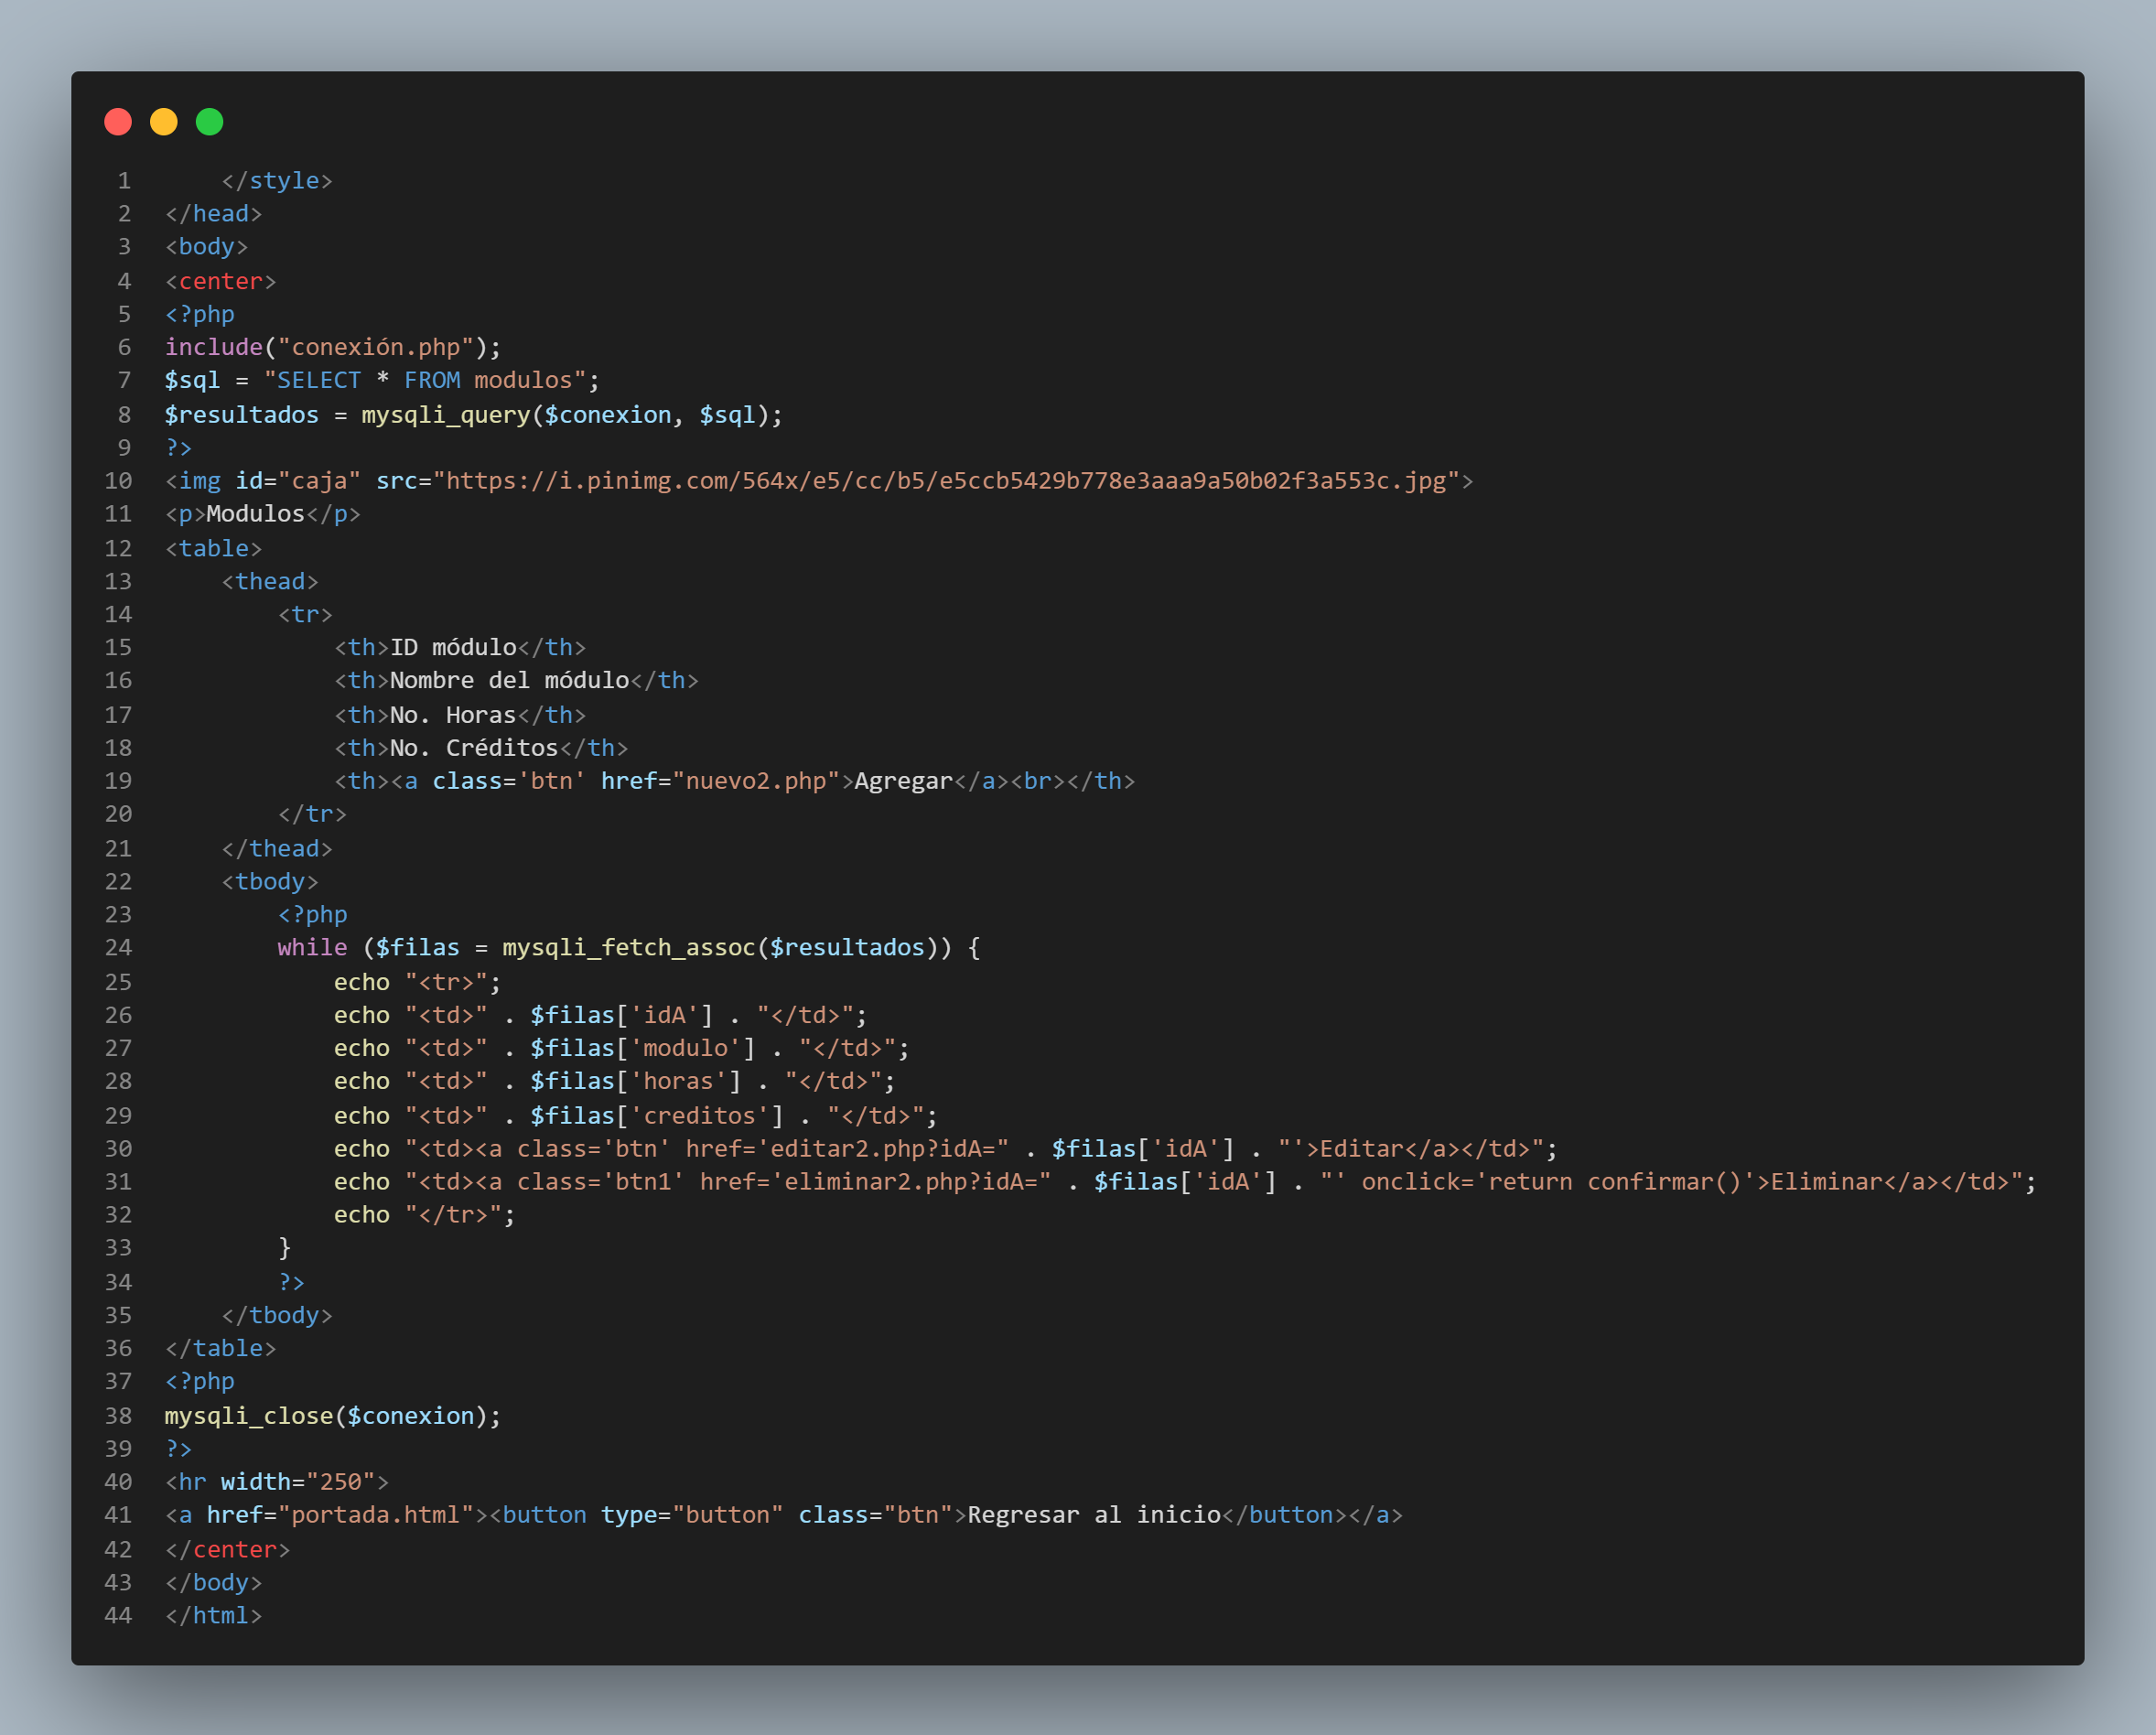 1    </style>
2 </head>
3 <body>
4 <center>
5 <?php
6 include("conexión.php");
7 $sql = "SELECT * FROM modulos";
8 $resultados = mysqli_query($conexion, $sql);
9 ?>
10 <img id="caja" src="https://i.pinimg.com/564x/e5/cc/b5/e5ccb5429b778e3aaa9a50b02f3a553c.jpg">
11 <p>Modulos</p>
12 <table>
13     <thead>
14         <tr>
15             <th>ID módulo</th>
16             <th>Nombre del módulo</th>
17             <th>No. Horas</th>
18             <th>No. Créditos</th>
19             <th><a class='btn' href="nuevo2.php">Agregar</a><br></th>
20         </tr>
21     </thead>
22     <tbody>
23         <?php
24         while ($filas = mysqli_fetch_assoc($resultados)) {
25             echo "<tr>";
26             echo "<td>" . $filas['idA'] . "</td>";
27             echo "<td>" . $filas['modulo'] . "</td>";
28             echo "<td>" . $filas['horas'] . "</td>";
29             echo "<td>" . $filas['creditos'] . "</td>";
30             echo "<td><a class='btn' href='editar2.php?idA=" . $filas['idA'] . "'>Editar</a></td>";
31             echo "<td><a class='btn1' href='eliminar2.php?idA=" . $filas['idA'] . "' onclick='return confirmar()'>Eliminar</a></td>";
32             echo "</tr>";
33         }
34         ?>
35     </tbody>
36 </table>
37 <?php
38 mysqli_close($conexion);
39 ?>
40 <hr width="250">
41 <a href="portada.html"><button type="button" class="btn">Regresar al inicio</button></a>
42 </center>
43 </body>
44 </html>